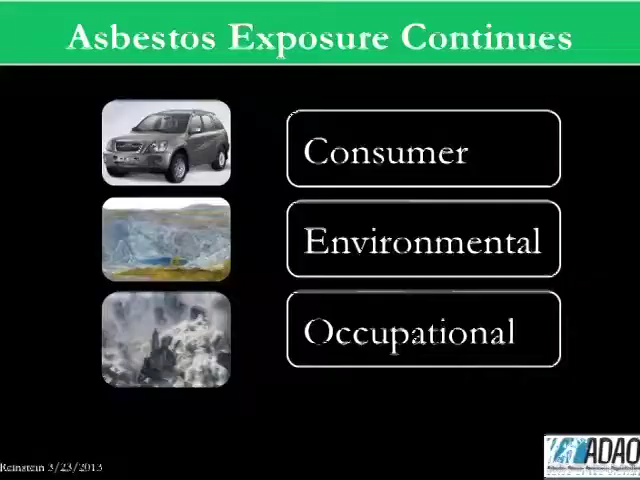 Asbestos Exposure Continues
Consumer
Environmental
Occupational
Reinstein 3/23/2013
ADAO